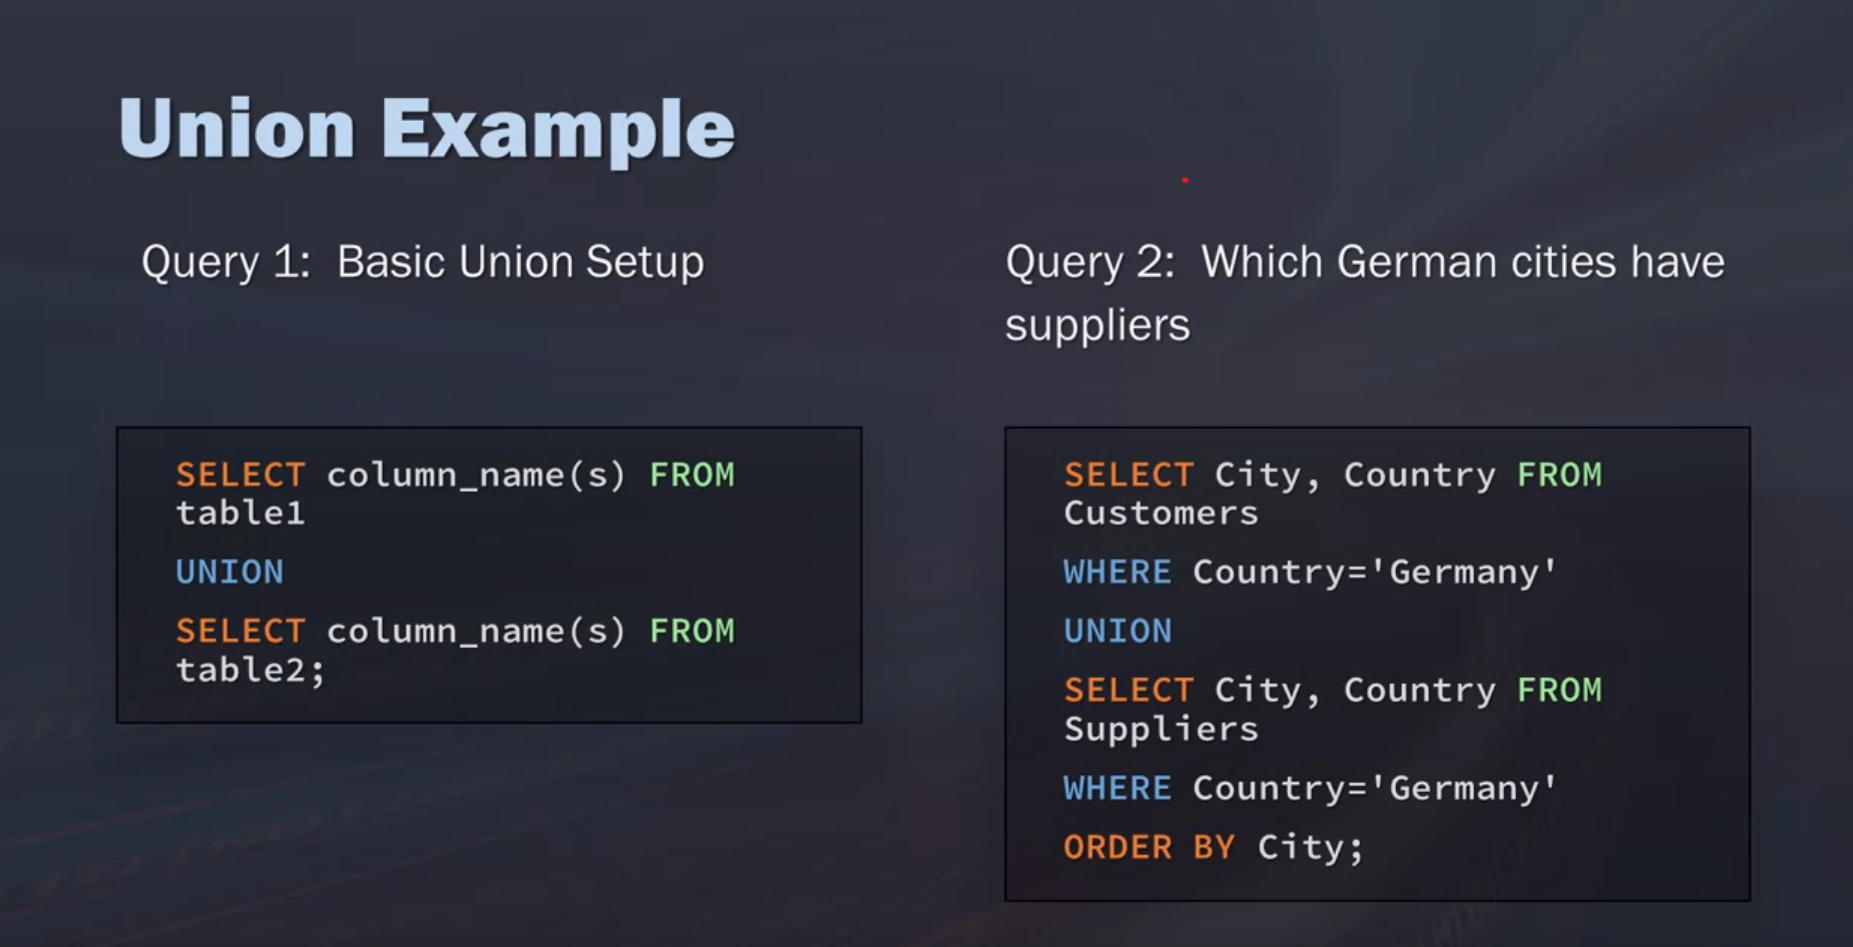 Union Example
Query 1: Basic Union Setup
SELECT column_name(s) FROM
table1
UNION
SELECT column_name(s) FROM
table2;
Query 2: Which German cities have
suppliers
SELECT City, Country FROM
Customers
WHERE Country='Germany'
UNION
SELECT City, Country FROM
Suppliers
WHERE Country='Germany'
ORDER BY City;